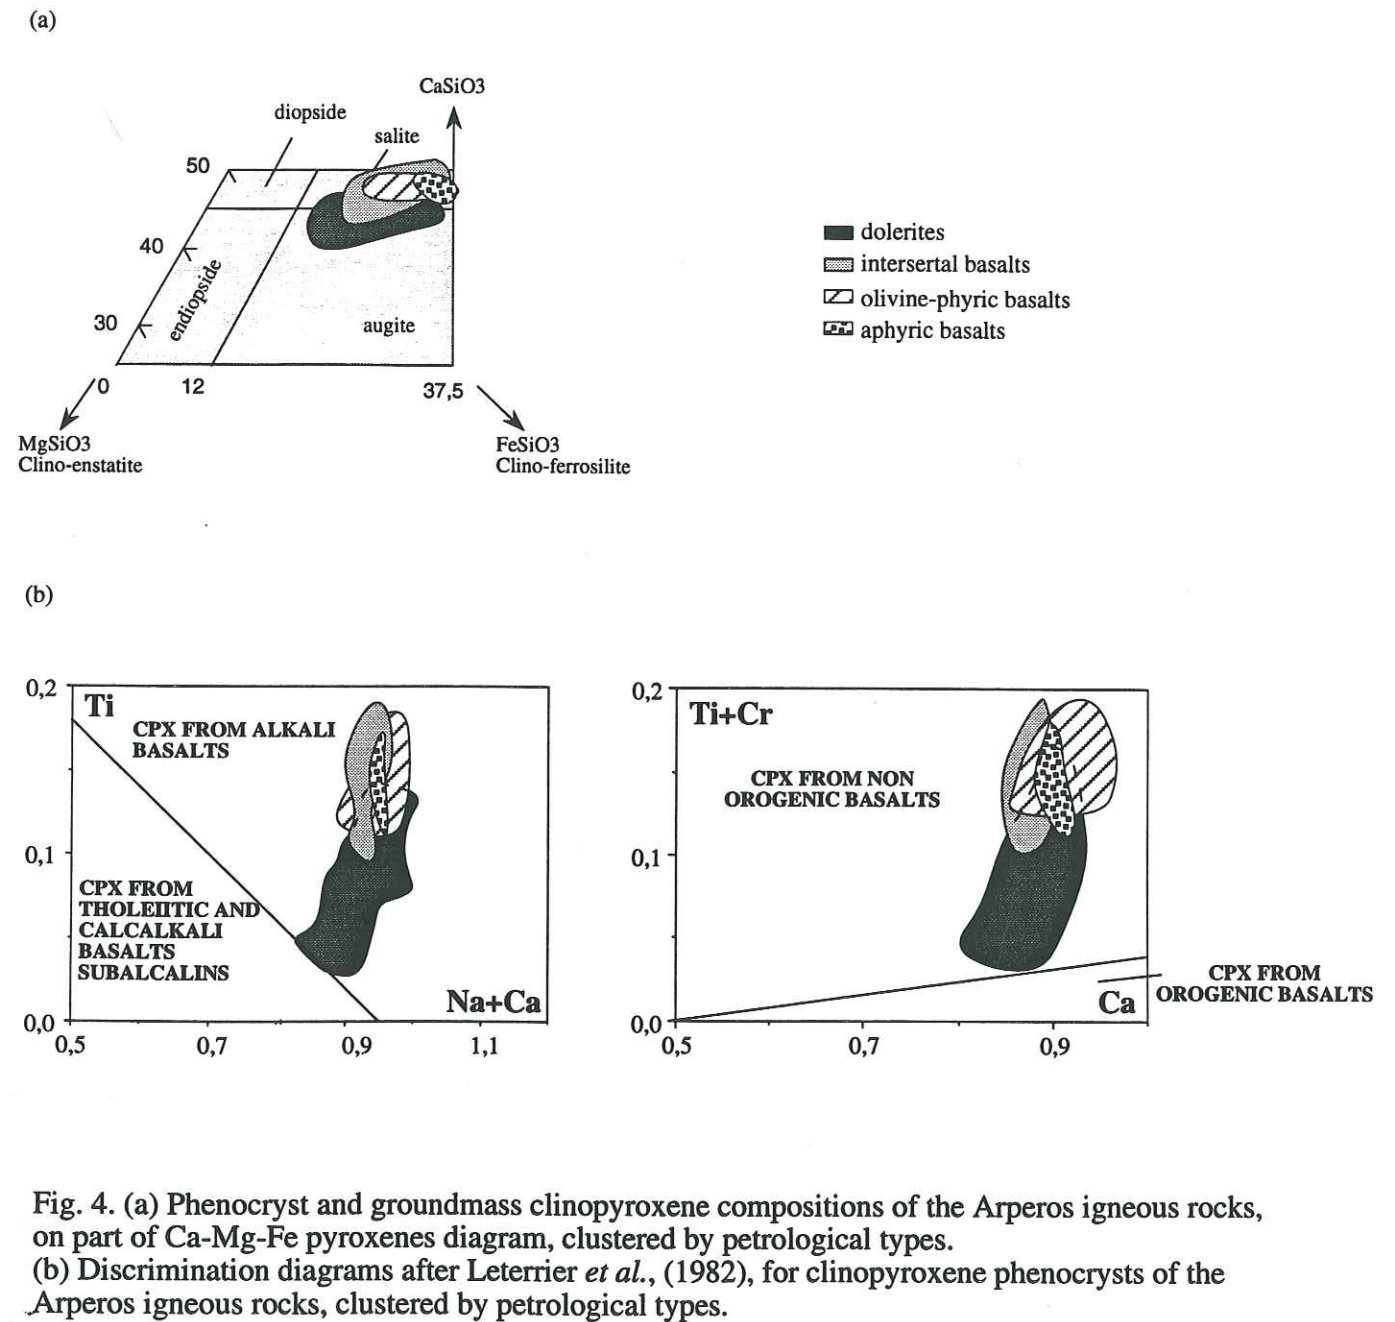 (a)
CaSiO3
diopside
salite
50
40
30
endiopside
augite
0
12
37,5
MgSiO3
Clino-enstatite
FeSiO3
Clino-ferrosilite
dolerites
intersertal basalts
olivine-phyric basalts
aphyric basalts
(b)
0,2
0,1
0,0
Ti
CPX FROM ALKALI
BASALTS
CPX FROM
THOLEIITIC AND
CALCALKALI
BASALTS
SUBALCALINS
Na+Ca
0,5
0,7
0,9
1,1
0,2
0,1
0,0
Ti+Cr
CPX FROM NON
OROGENIC BASALTS
Ca
CPX FROM
OROGENIC BASALTS
0,5
0,7
0,9
Fig. 4. (a) Phenocryst and groundmass clinopyroxene compositions of the Arperos igneous rocks,
on part of Ca-Mg-Fe pyroxenes diagram, clustered by petrological types.
(b) Discrimination diagrams after Leterrier et al., (1982), for clinopyroxene phenocrysts of the
Arperos igneous rocks, clustered by petrological types.